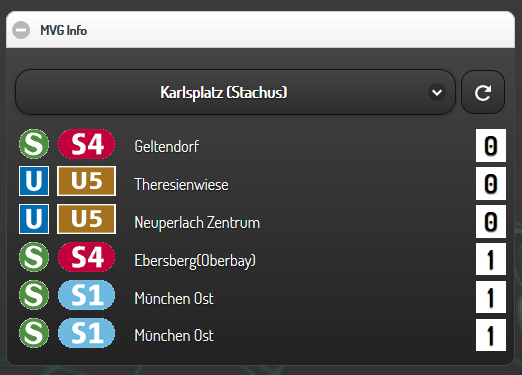 MVG Info
Karlsplatz (Stachus)
S S4 Geltendorf 0
U U5 Theresienwiese 0
U U5 Neuperlach Zentrum 0
S S4 Ebersberg(Oberbay) 1
S S1 München Ost 1
S S1 München Ost 1